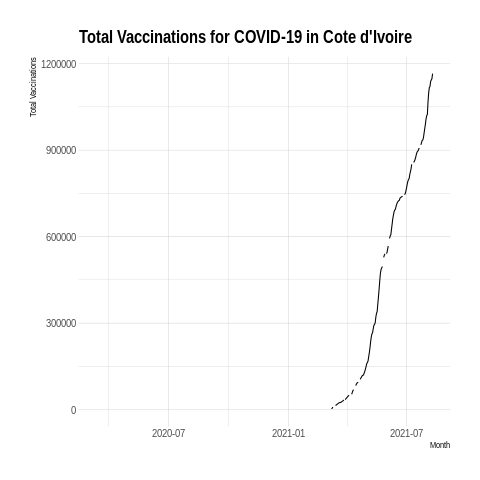 Total Vaccinations for COVID-19 in Cote d'Ivoire
Total Vaccinations
1200000
900000
600000
300000
0
2020-07
2021-01
2021-07
Month